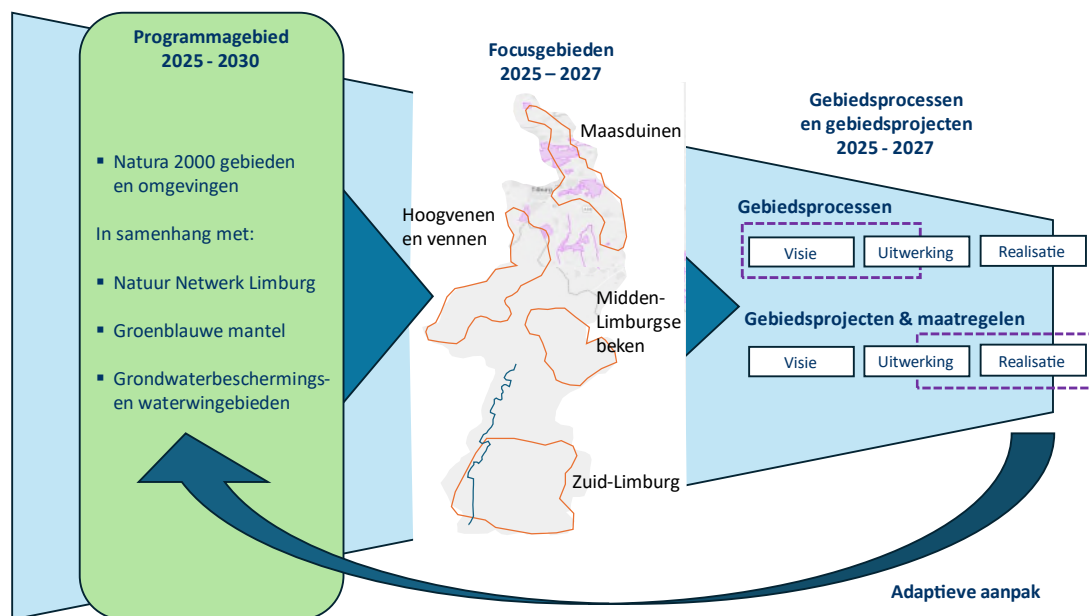 Programmagebied
2025 - 2030
▪ Natura 2000 gebieden
en omgevingen
In samenhang met:
▪ Natuur Netwerk Limburg
▪ Groenblauwe mantel
▪ Grondwaterbeschermings-
en waterwingebieden
Focusgebieden
2025 – 2027
Maasduinen
Hoogvenen
en vennen
Midden-
Limburgse
beken
Zuid-Limburg
Gebiedsprocessen
en gebiedsprojecten
2025 - 2027
Gebiedsprocessen
Visie
Uitwerking
Realisatie
Gebiedsprojecten & maatregelen
Visie
Uitwerking
Realisatie
Adaptieve aanpak